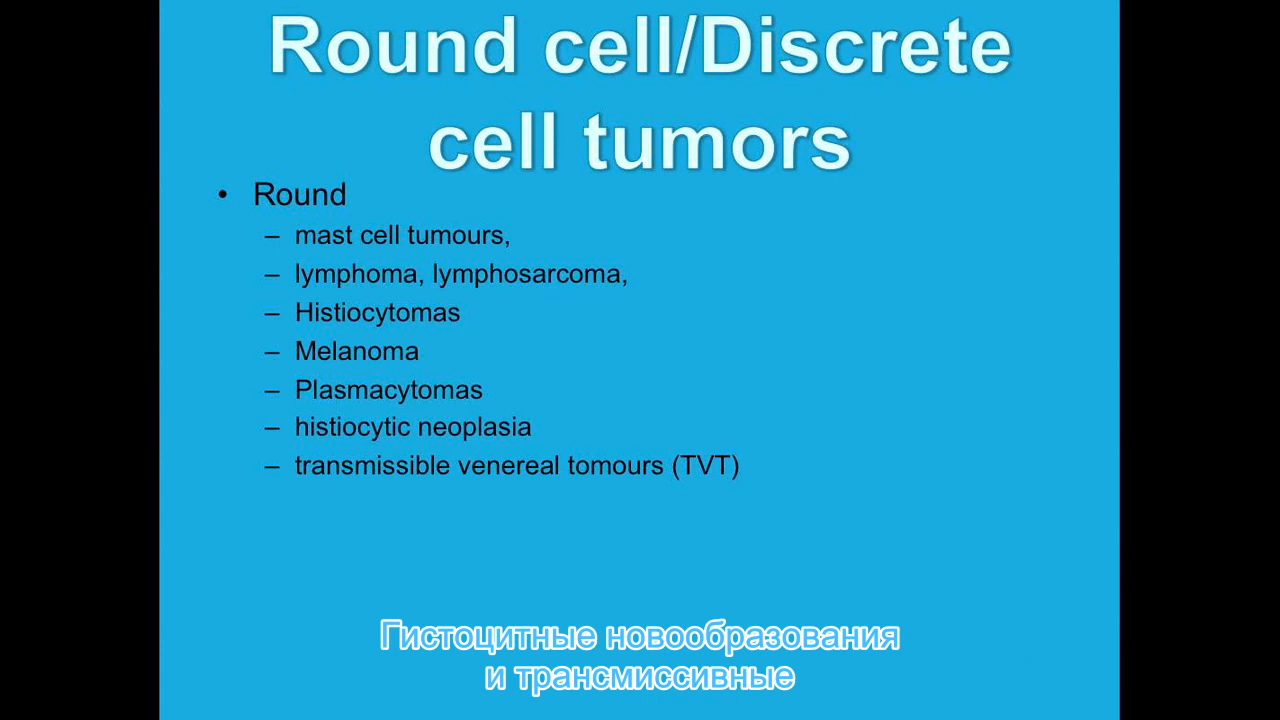 Round cell/Discrete
cell tumors
• Round
– mast cell tumours,
– lymphoma, lymphosarcoma,
– Histiocytomas
– Melanoma
– Plasmacytomas
– histiocytic neoplasia
– transmissible venereal tomours (TVT)
Гистоцитные новообразования
и трансмиссивные